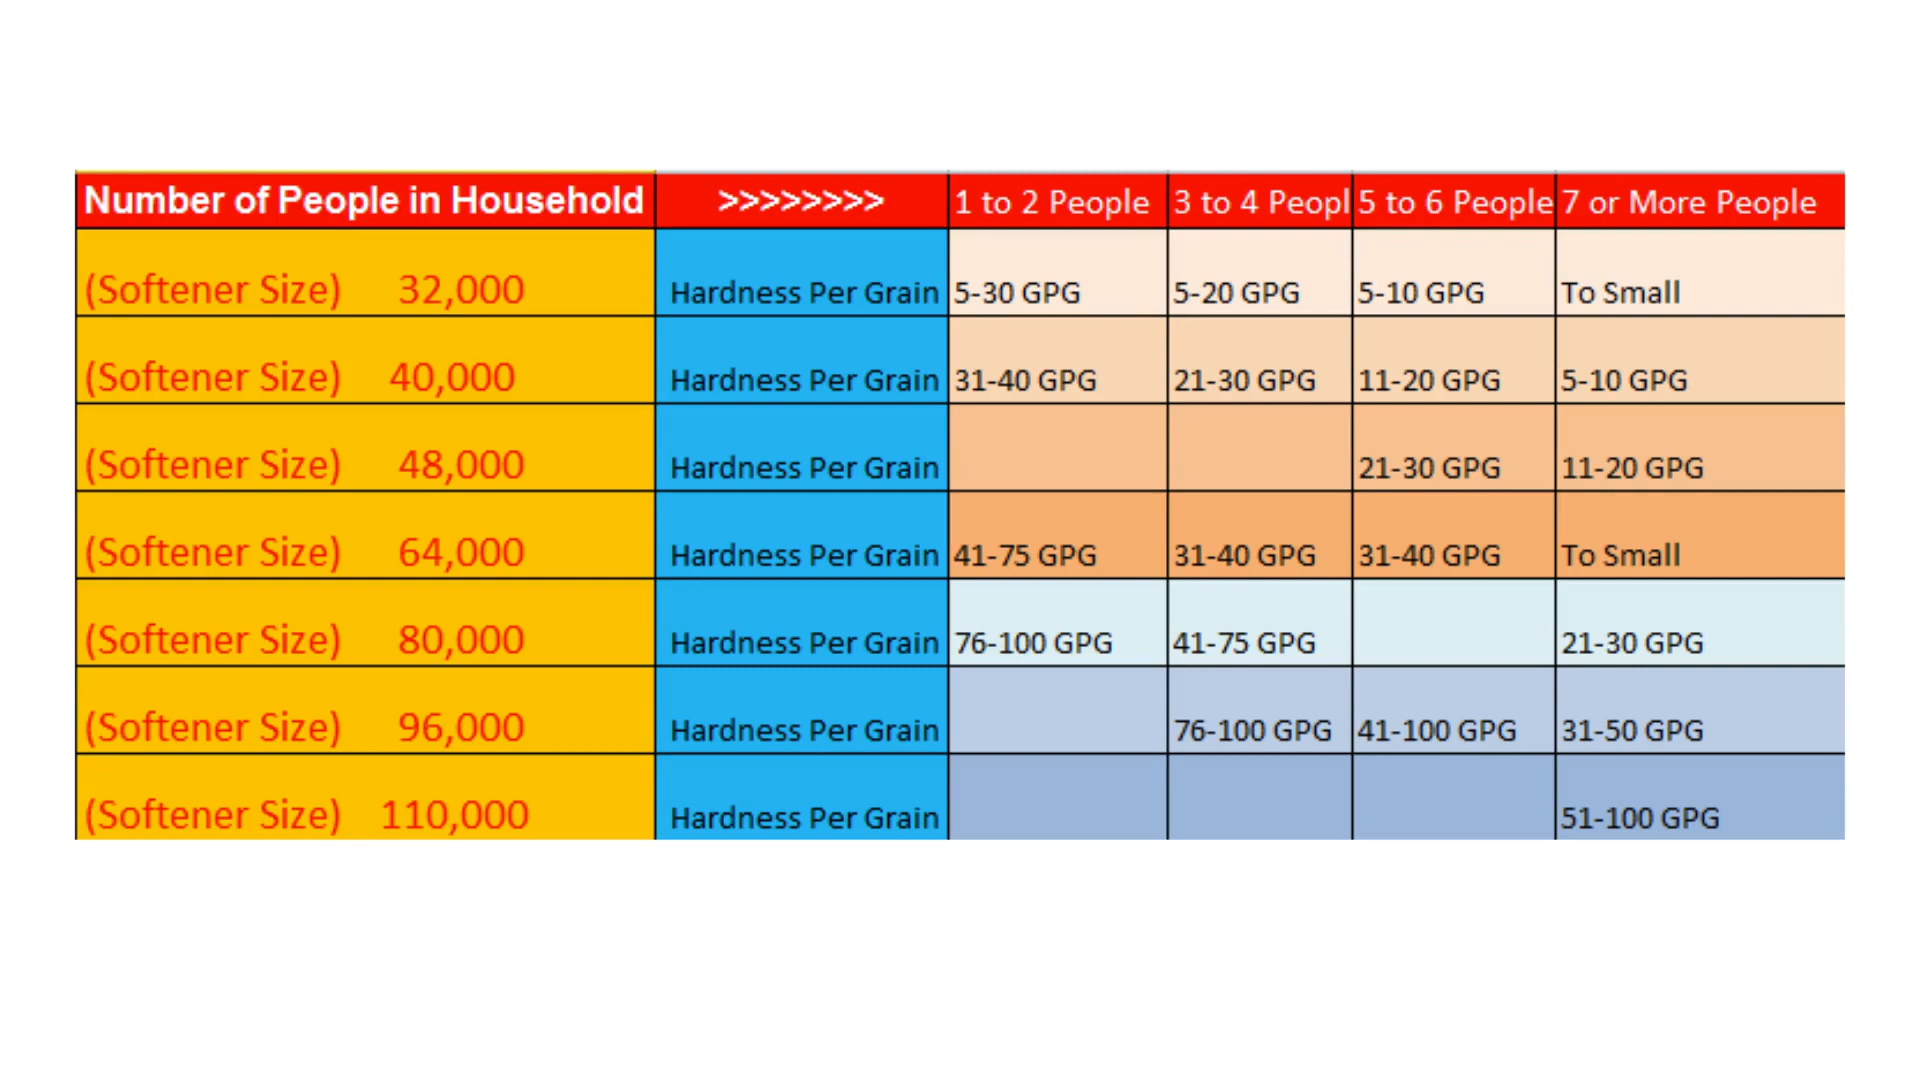 Number of People in Household >>>>>>>> 1 to 2 People 3 to 4 Peopl 5 to 6 People 7 or More People
(Softener Size) 32,000 Hardness Per Grain 5-30 GPG 5-20 GPG 5-10 GPG To Small
(Softener Size) 40,000 Hardness Per Grain 31-40 GPG 21-30 GPG 11-20 GPG 5-10 GPG
(Softener Size) 48,000 Hardness Per Grain 21-30 GPG 11-20 GPG
(Softener Size) 64,000 Hardness Per Grain 41-75 GPG 31-40 GPG 31-40 GPG To Small
(Softener Size) 80,000 Hardness Per Grain 76-100 GPG 41-75 GPG 21-30 GPG
(Softener Size) 96,000 Hardness Per Grain 76-100 GPG 41-100 GPG 31-50 GPG
(Softener Size) 110,000 Hardness Per Grain 51-100 GPG